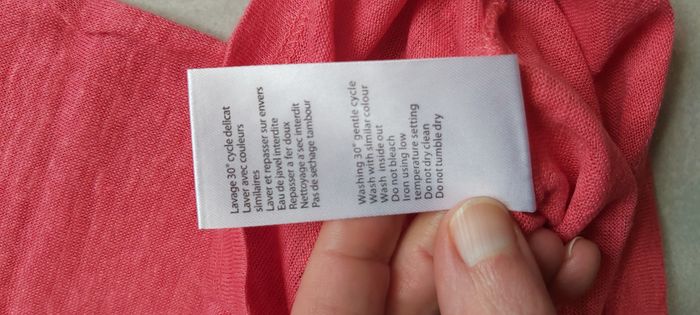 Lavage 30° cycle delicat
Laver avec couleurs
similaires
Laver et repasser sur envers
Eau de javel interdite
Repasser a fer doux
Nettoyage a sec interdit
Pas de sechage tambour
Washing 30° gentle cycle
Wash with similar colour
Wash inside out
Do not bleach
Iron using low
temperature setting
Do not dry clean
Do not tumble dry